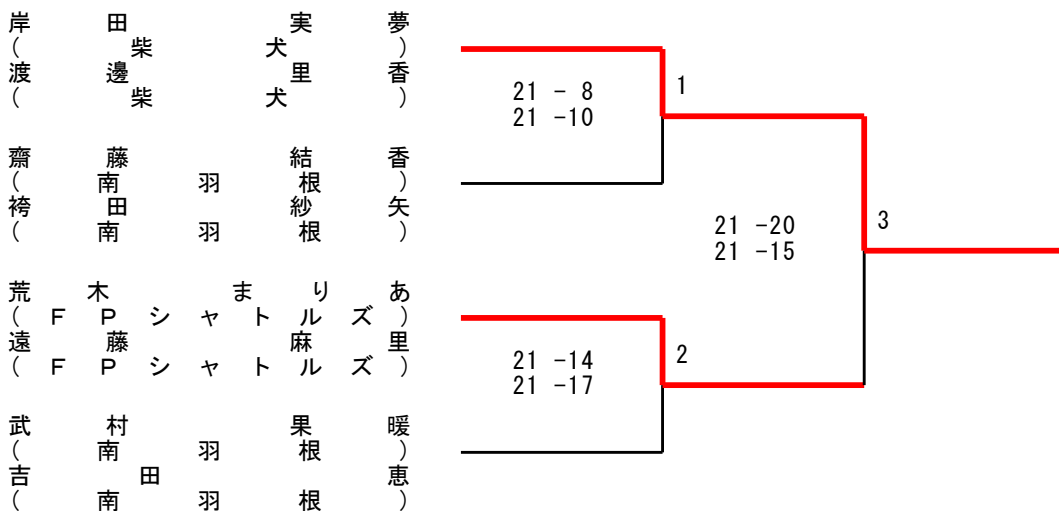 岸田 実夢
(柴犬)
渡邊 里香
(柴犬)
齋藤 結香
(南羽根)
袴田 紗矢
(南羽根)
荒木 まりあ
(FPシャトルズ)
遠藤 麻里
(FPシャトルズ)
武村 果暖
(南羽根)
吉田 恵
(南羽根)
21 - 8
21 -10
1
21 -14
21 -17
2
21 -20
21 -15
3